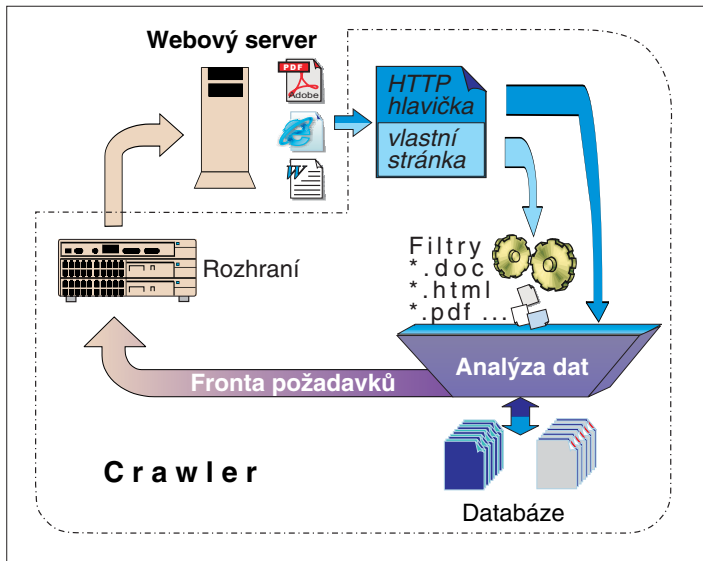 Webový server
PDF
Adobe
W
HTTP
hlavička
vlastní
stránka
Rozhraní
Filtry
*.doc
*.html
*.pdf ...
Analýza dat
Fronta požadavků
Crawler
Databáze